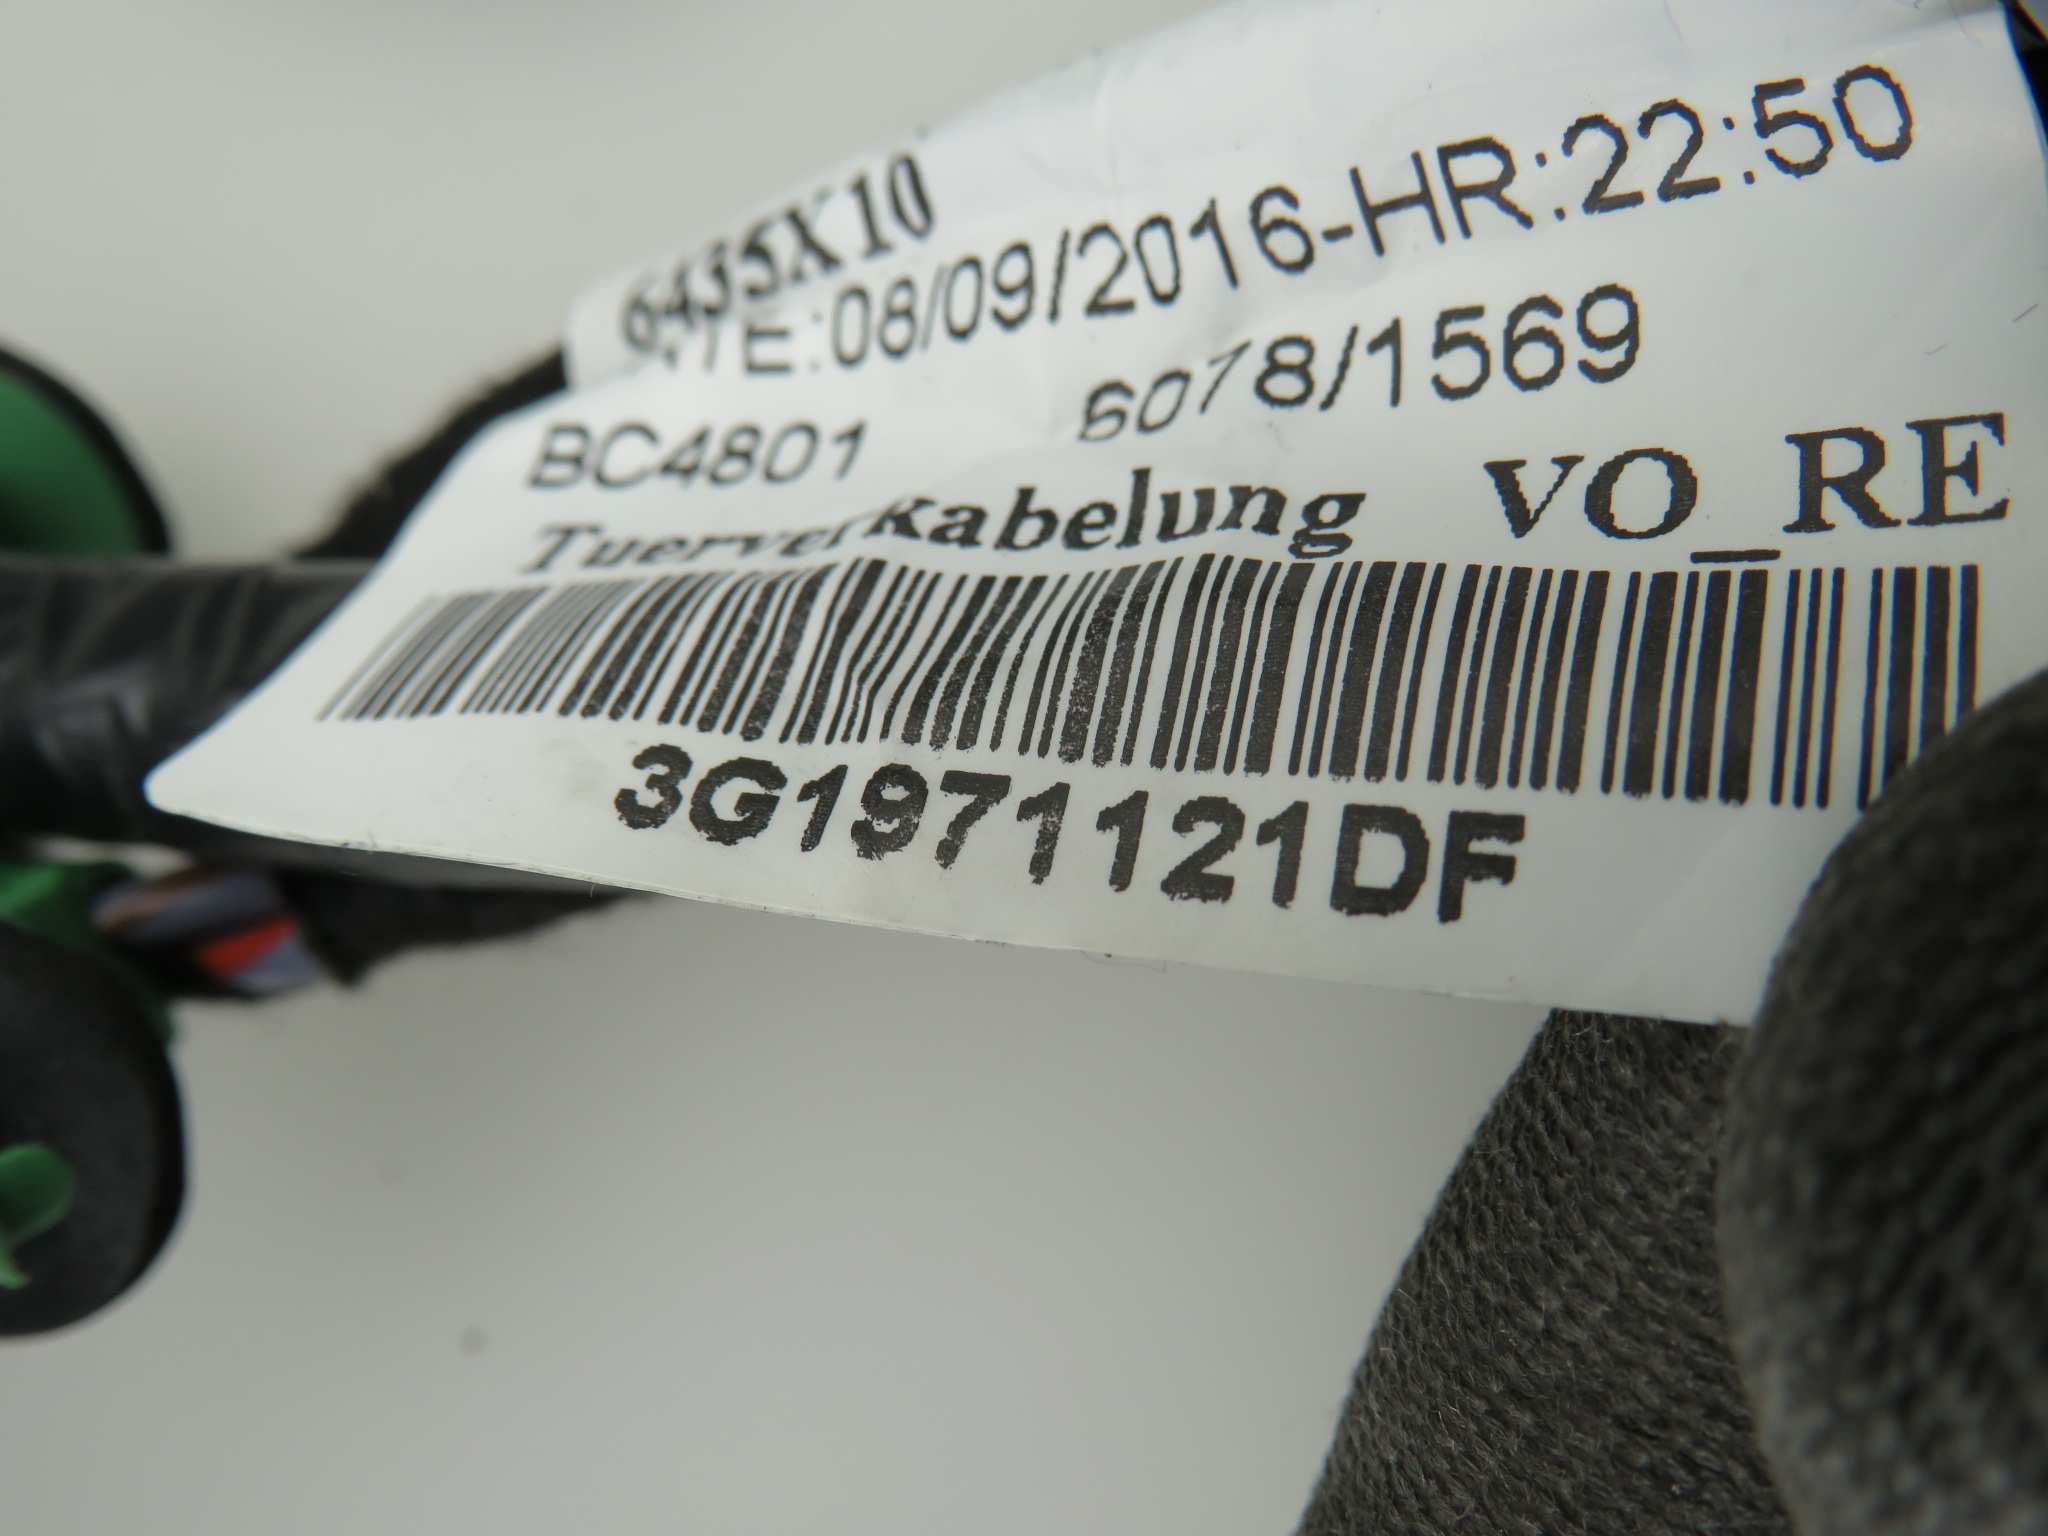 6435X10
TE:08/09/2016-HR:22:50
BC4801 6078/1569
Tuerverkabelung VO_RE
3G1971121DF